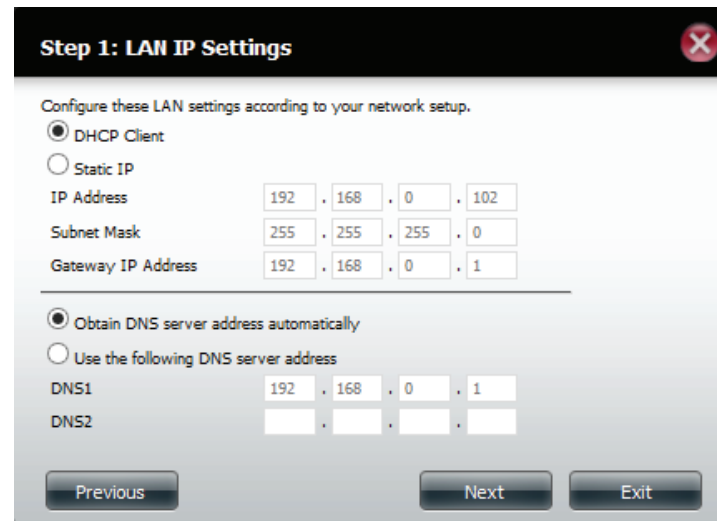 Step 1: LAN IP Settings
Configure these LAN settings according to your network setup.
DHCP Client
Static IP
IP Address 192 . 168 . 0 . 102
Subnet Mask 255 . 255 . 255 . 0
Gateway IP Address 192 . 168 . 0 . 1
Obtain DNS server address automatically
Use the following DNS server address
DNS1 192 . 168 . 0 . 1
DNS2 . . .
Previous Next Exit